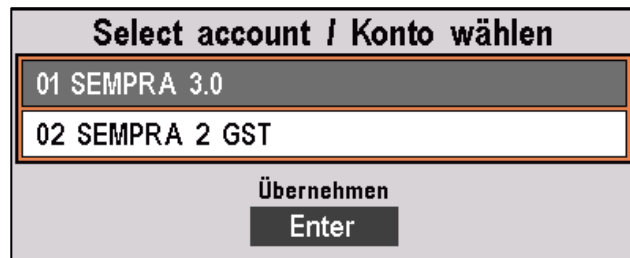 Select account / Konto wählen
01 SEMPRA 3.0
02 SEMPRA 2 GST
Übernehmen
Enter